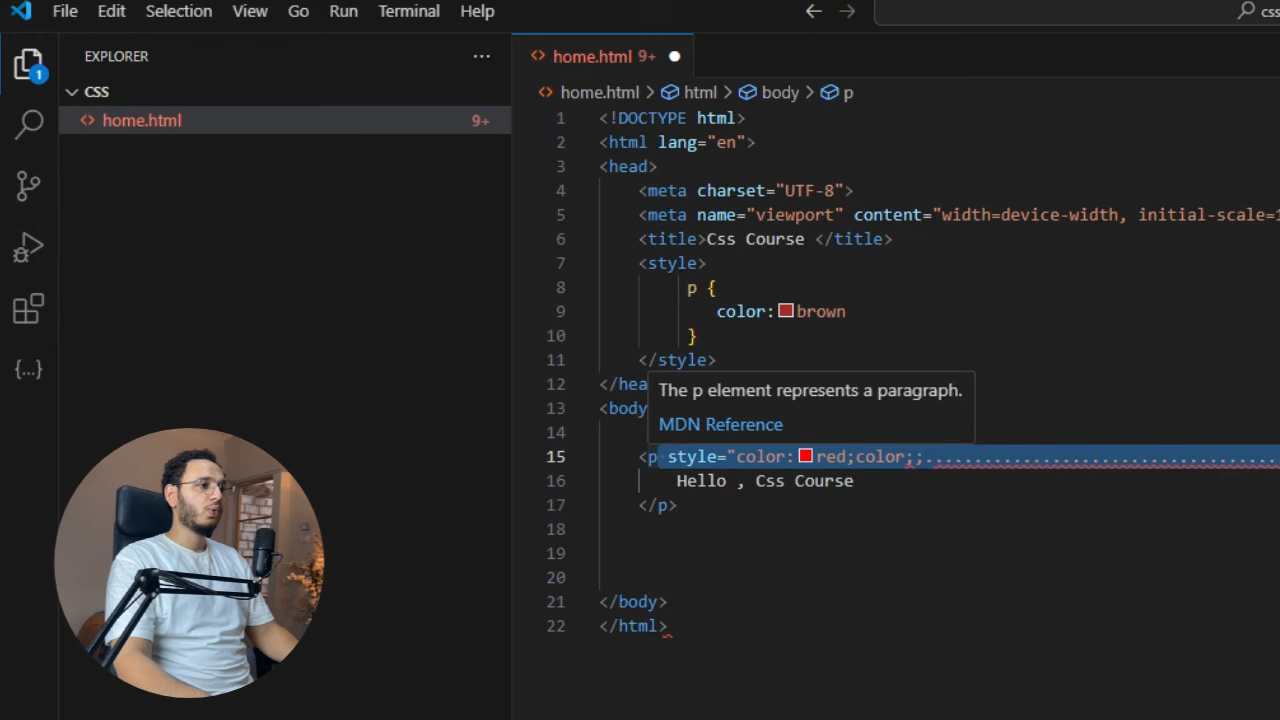 File Edit Selection View Go Run Terminal Help
css
EXPLORER ...
CSS
home.html 9+
1
{...}
home.html 9+
home.html > html > body > p
1 <!DOCTYPE html>
2 <html lang="en">
3 <head>
4 <meta charset="UTF-8">
5 <meta name="viewport" content="width=device-width, initial-scale=1
6 <title>Css Course </title>
7 <style>
8 p {
9 color: brown
10 }
11 </style>
12 </hea
13 <body
The p element represents a paragraph.
MDN Reference
14
15 <p style="color: red;color;;....................................
16 Hello , Css Course
17 </p>
18
19
20
21 </body>
22 </html>